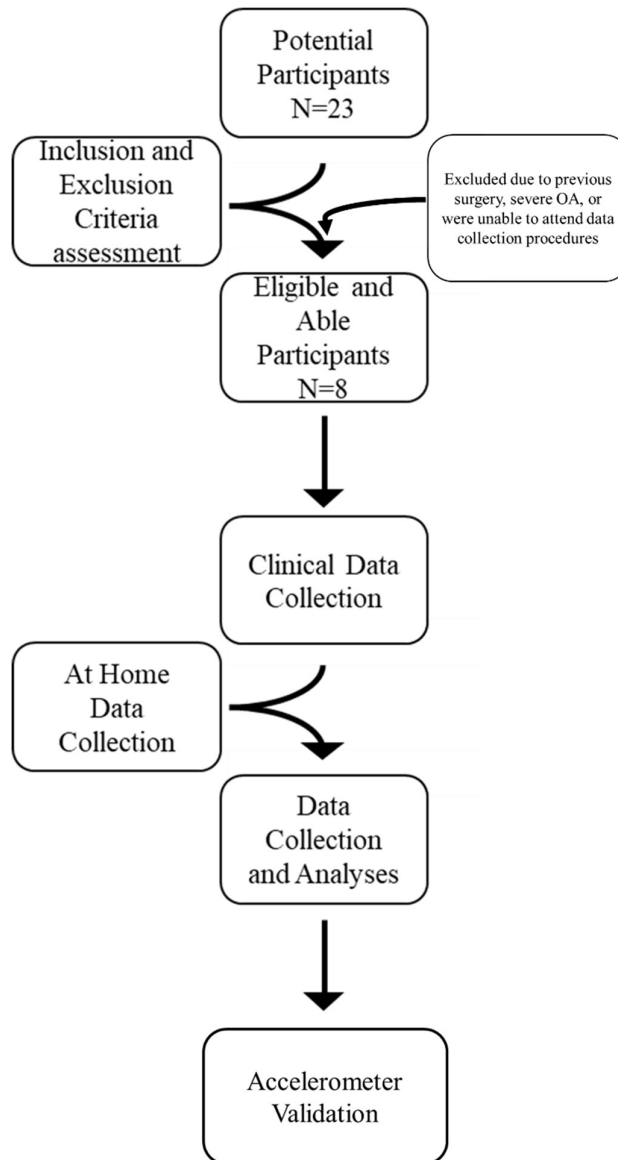 Potential
Participants
N=23
Inclusion and
Exclusion
Criteria
assessment
Excluded due to previous
surgery, severe OA, or
were unable to attend data
collection procedures
Eligible and
Able
Participants
N=8
Clinical Data
Collection
At Home
Data
Collection
Data
Collection
and Analyses
Accelerometer
Validation